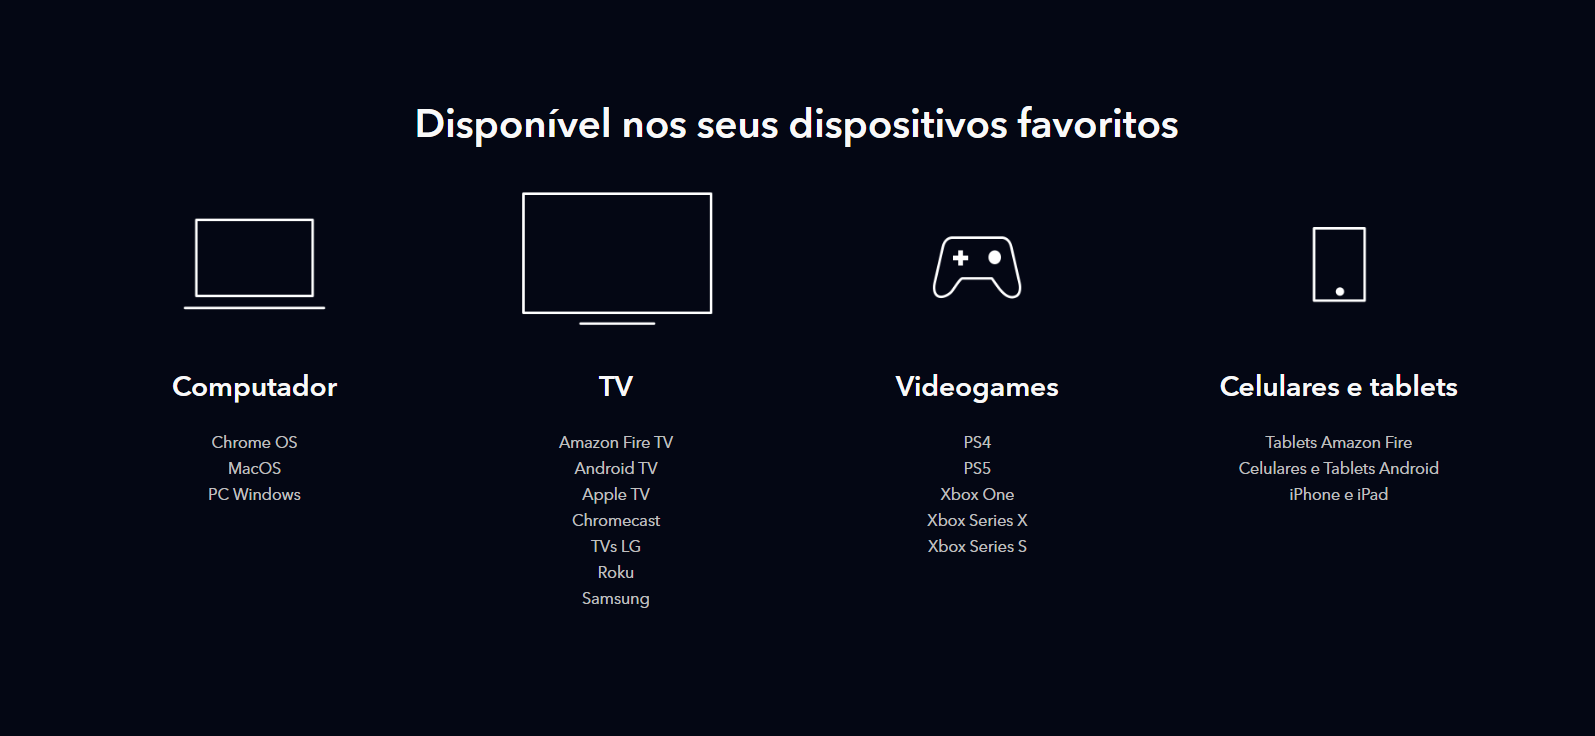 Disponível nos seus dispositivos favoritos
Computador
Chrome OS
MacOS
PC Windows
TV
Amazon Fire TV
Android TV
Apple TV
Chromecast
TVs LG
Roku
Samsung
Videogames
PS4
PS5
Xbox One
Xbox Series X
Xbox Series S
Celulares e tablets
Tablets Amazon Fire
Celulares e Tablets Android
iPhone e iPad